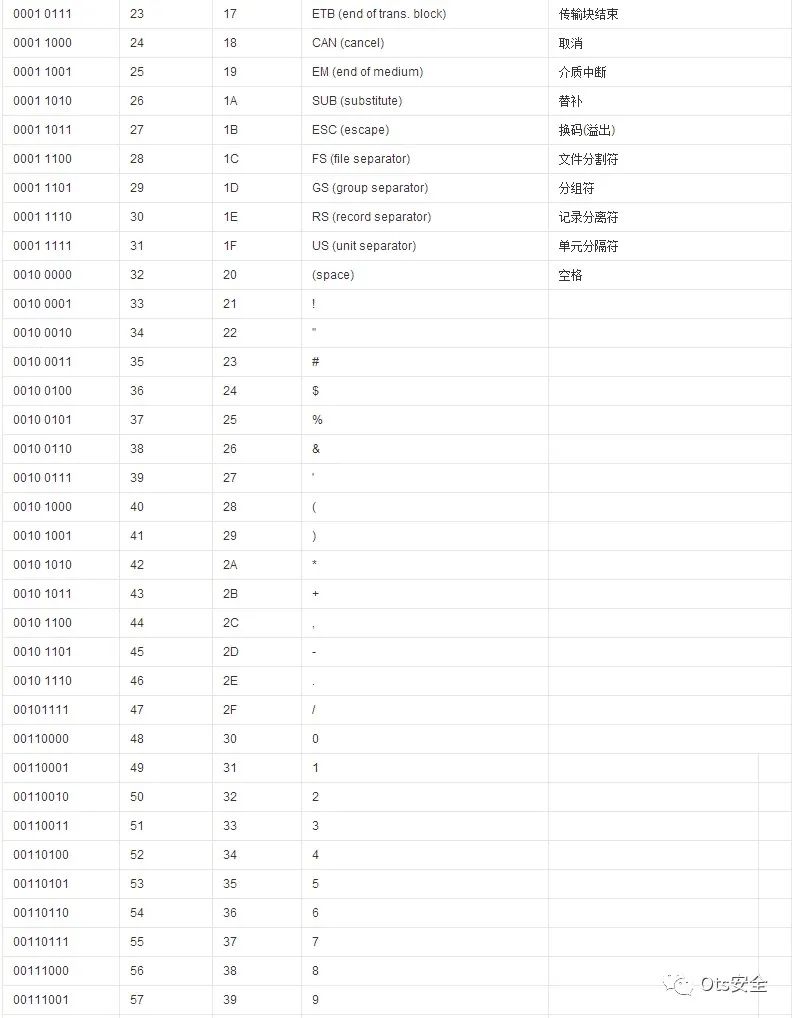 0001 0111 23 17 ETB (end of trans. block) 传输块结束
0001 1000 24 18 CAN (cancel) 取消
0001 1001 25 19 EM (end of medium) 介质中断
0001 1010 26 1A SUB (substitute) 替补
0001 1011 27 1B ESC (escape) 换码(溢出)
0001 1100 28 1C FS (file separator) 文件分割符
0001 1101 29 1D GS (group separator) 分组符
0001 1110 30 1E RS (record separator) 记录分离符
0001 1111 31 1F US (unit separator) 单元分隔符
0010 0000 32 20 (space) 空格
0010 0001 33 21 !
0010 0010 34 22 "
0010 0011 35 23 #
0010 0100 36 24 $
0010 0101 37 25 %
0010 0110 38 26 &
0010 0111 39 27 '
0010 1000 40 28 (
0010 1001 41 29 )
0010 1010 42 2A *
0010 1011 43 2B +
0010 1100 44 2C ,
0010 1101 45 2D -
0010 1110 46 2E .
00101111 47 2F /
00110000 48 30 0
00110001 49 31 1
00110010 50 32 2
00110011 51 33 3
00110100 52 34 4
00110101 53 35 5
00110110 54 36 6
00110111 55 37 7
00111000 56 38 8
Ots安全
00111001 57 39 9